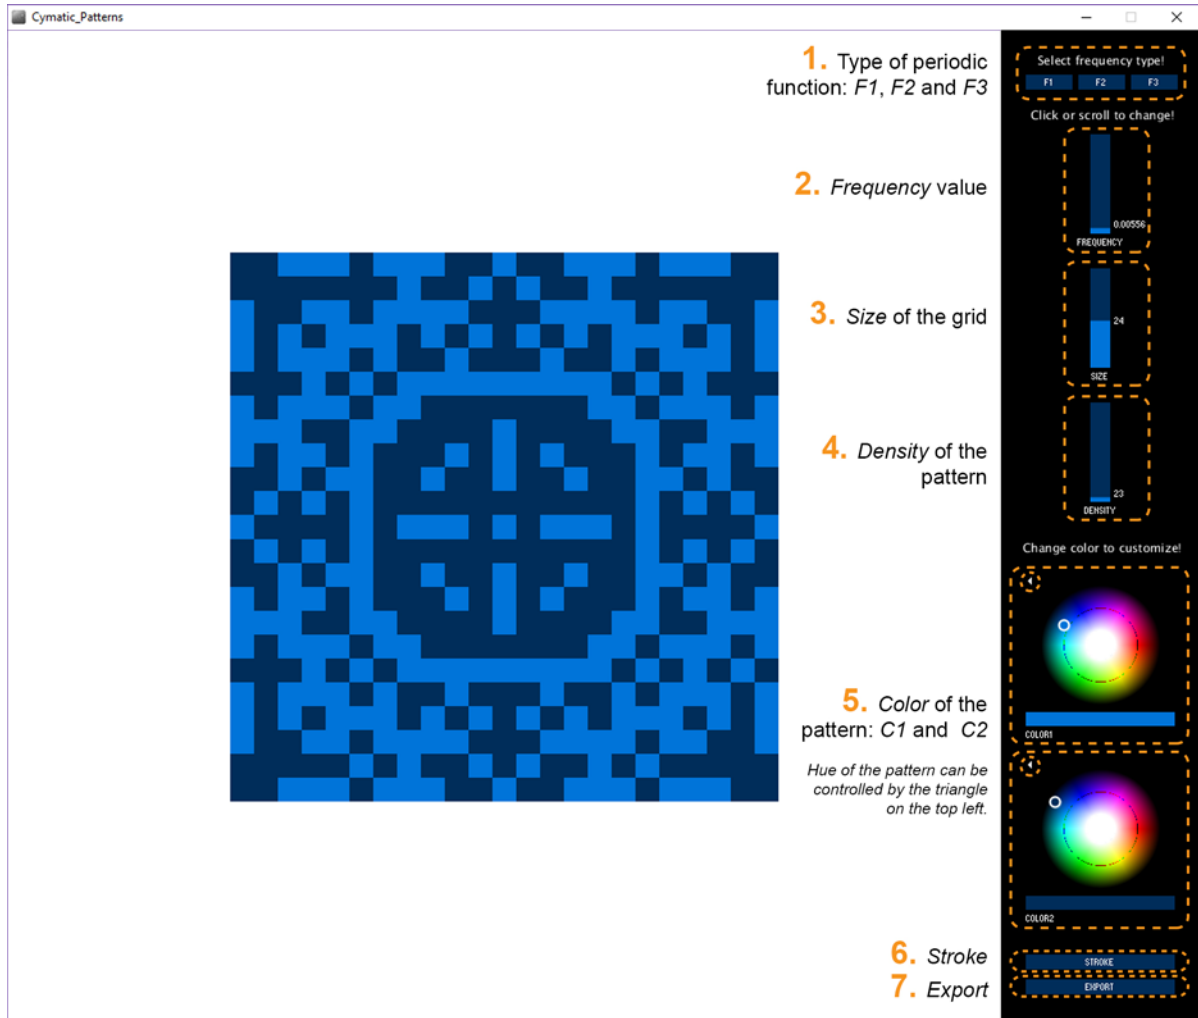 Cymatic_Patterns
1. Type of periodic
function: F1, F2 and F3
Select frequency type!
F1 F2 F3
Click or scroll to change!
2. Frequency value
0.00556
FREQUENCY
3. Size of the grid
24
SIZE
4. Density of the
pattern
23
DENSITY
Change color to customize!
5. Color of the
pattern: C1 and C2
Hue of the pattern can be
controlled by the triangle
on the top left.
COLOR1
COLOR2
6. Stroke
STROKE
7. Export
EXPORT